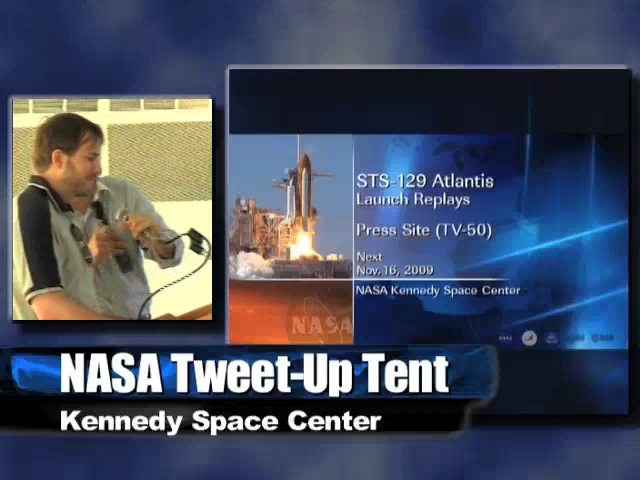 STS-129 Atlantis
Launch Replays
Press Site (TV-50)
Next
Nov. 16, 2009
NASA Kennedy Space Center
NASA
NASA Tweet-Up Tent
Kennedy Space Center